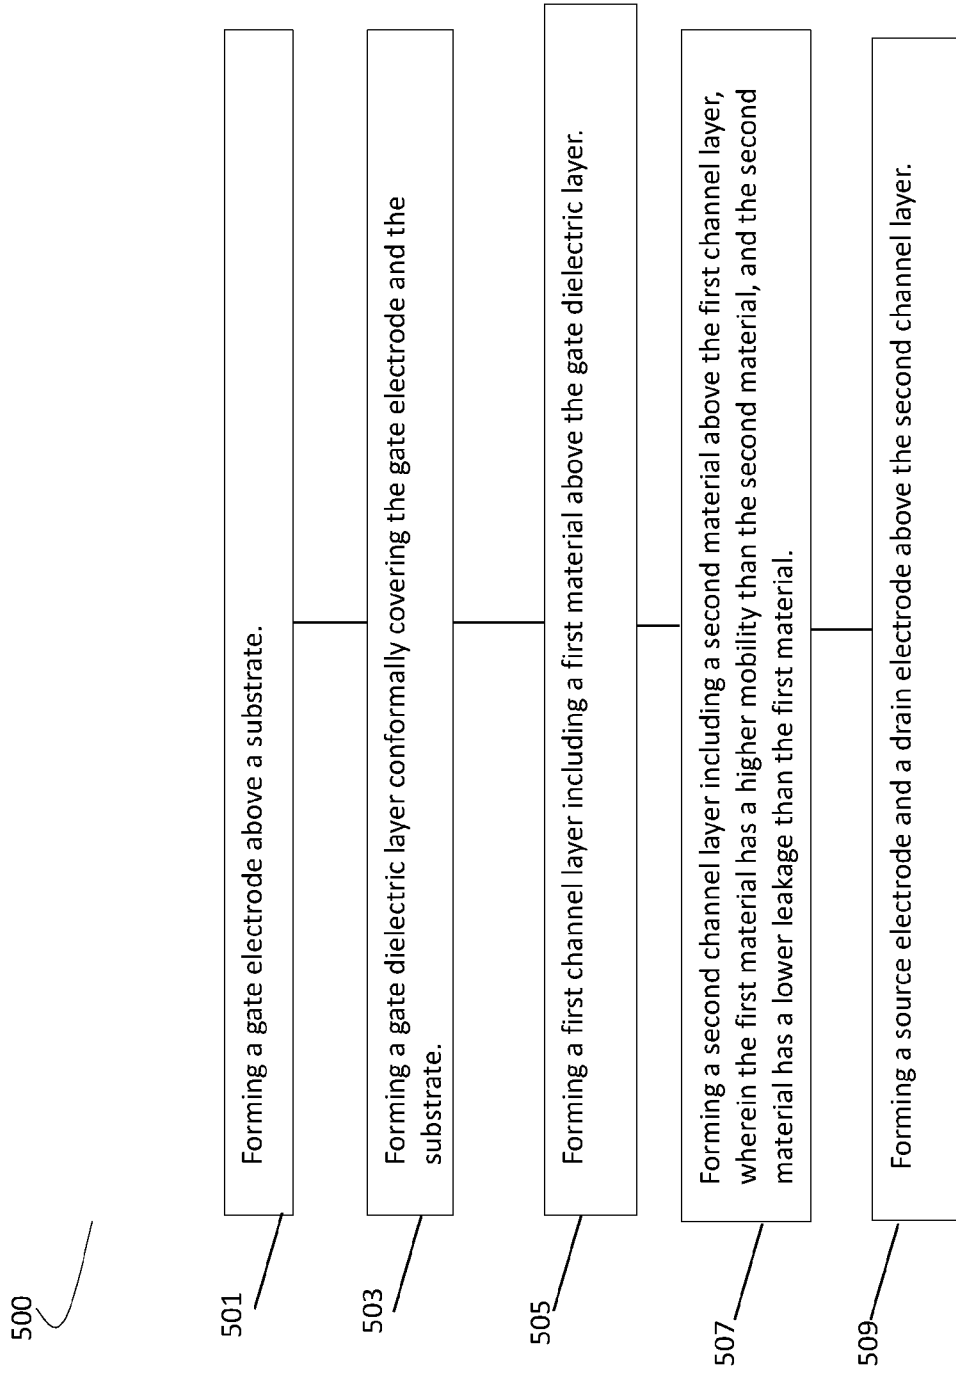 500
501
Forming a gate electrode above a substrate.
503
Forming a gate dielectric layer conformally covering the gate electrode and the
substrate.
505
Forming a first channel layer including a first material above the gate dielectric layer.
507
Forming a second channel layer including a second material above the first channel layer,
wherein the first material has a higher mobility than the second material, and the second
material has a lower leakage than the first material.
509
Forming a source electrode and a drain electrode above the second channel layer.